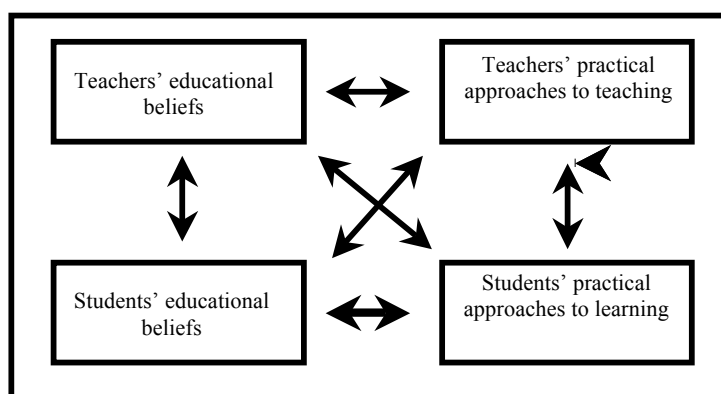 Teachers’ educational
beliefs
Teachers’ practical
approaches to teaching
Students’ educational
beliefs
Students’ practical
approaches to learning